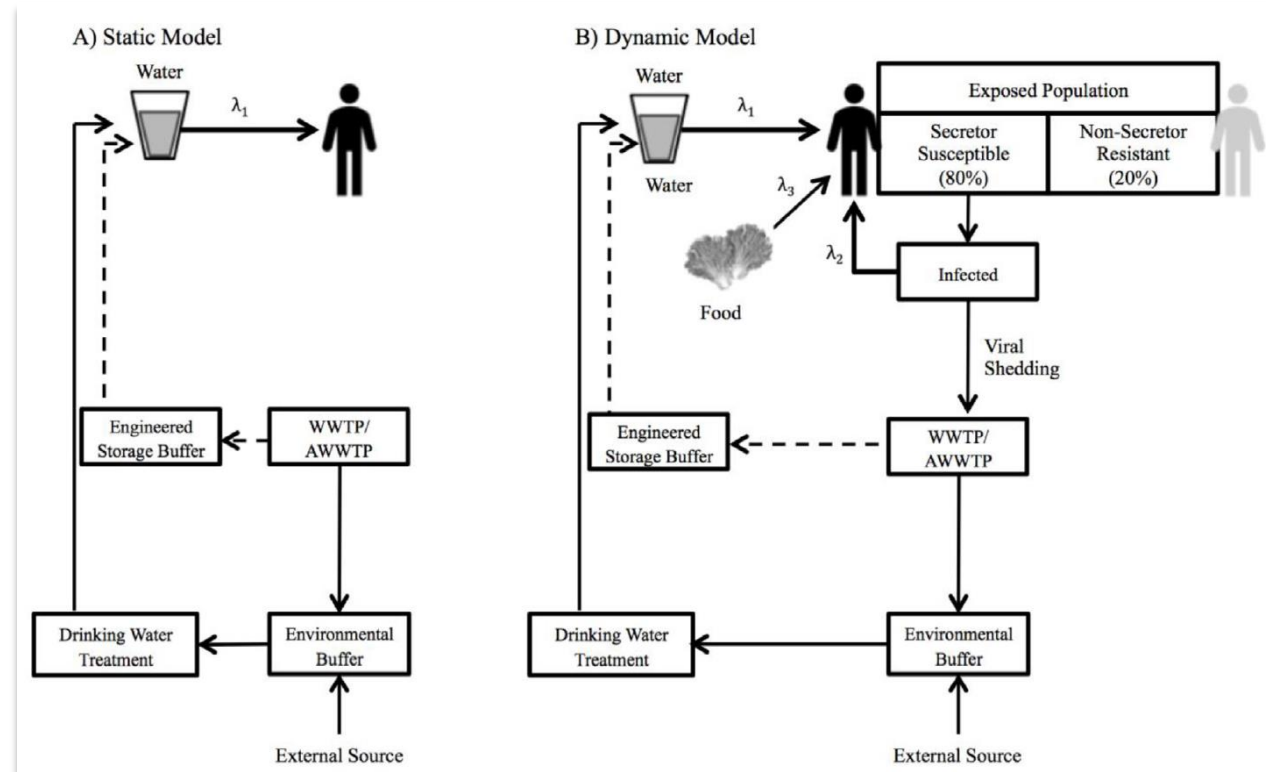 A) Static Model
Water
λ₁
Engineered
Storage Buffer
WWTP/
AWWTP
Drinking Water
Treatment
Environmental
Buffer
External Source
B) Dynamic Model
Water
λ₁
Water
λ₃
Food
λ₂
Exposed Population
Secretor
Susceptible
(80%)
Non-Secretor
Resistant
(20%)
Infected
Viral
Shedding
Engineered
Storage Buffer
WWTP/
AWWTP
Drinking Water
Treatment
Environmental
Buffer
External Source